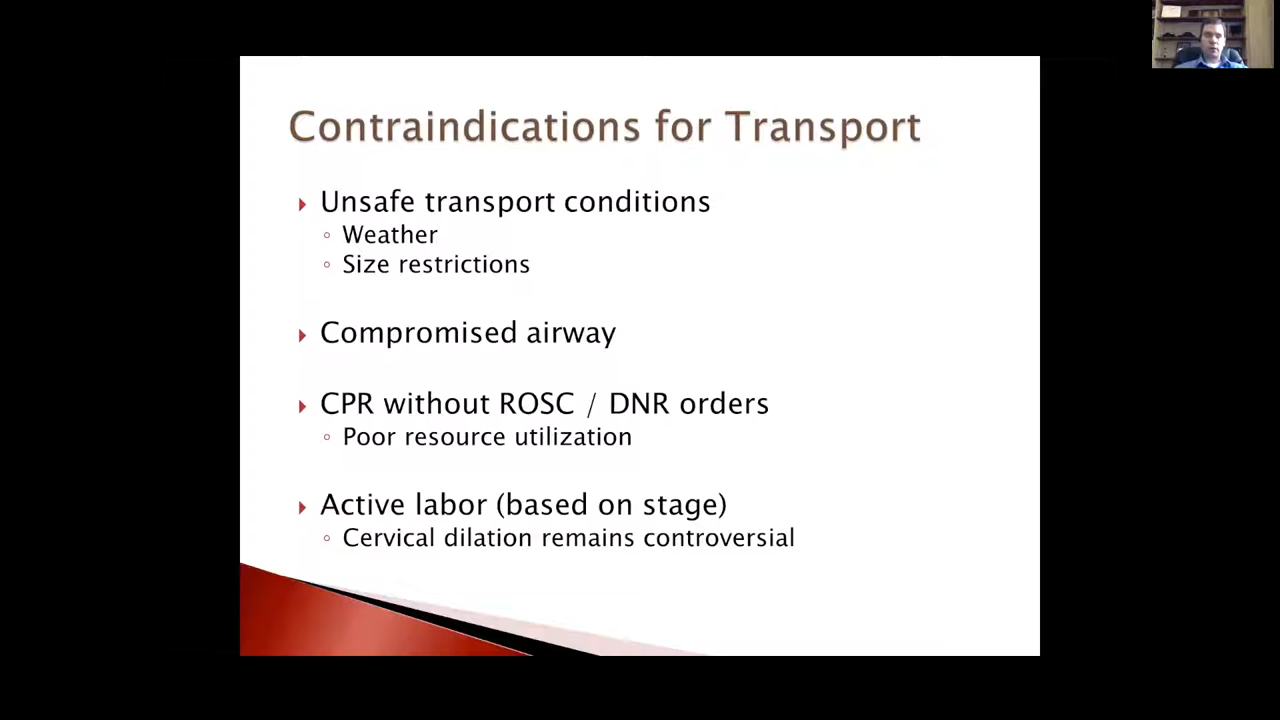 Contraindications for Transport
Unsafe transport conditions
Weather
Size restrictions
Compromised airway
CPR without ROSC / DNR orders
Poor resource utilization
Active labor (based on stage)
Cervical dilation remains controversial